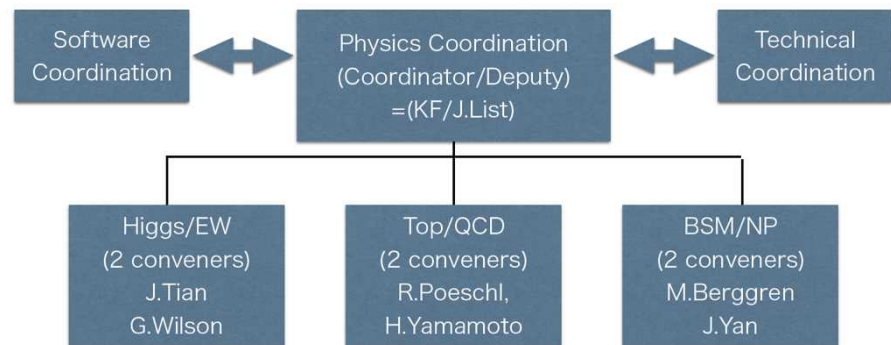 Software
Coordination
Physics Coordination
(Coordinator/Deputy)
=(KF/J.List)
Technical
Coordination
Higgs/EW
(2 conveners)
J.Tian
G.Wilson
Top/QCD
(2 conveners)
R.Poeschl,
H.Yamamoto
BSM/NP
(2 conveners)
M.Berggren
J.Yan